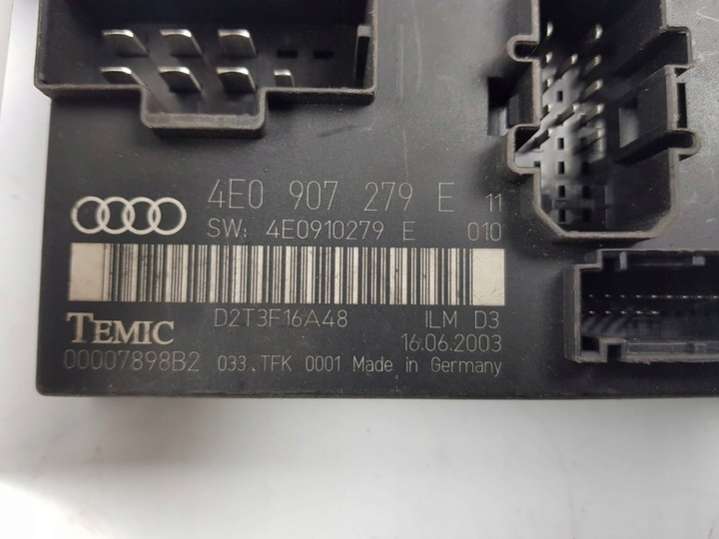 4E0 907 279 E 11
SW: 4E0910279 E 010
D2T3F16A48 ILM D3
TEMIC 16.06.2003
00007898B2 033.TFK 0001 Made in Germany